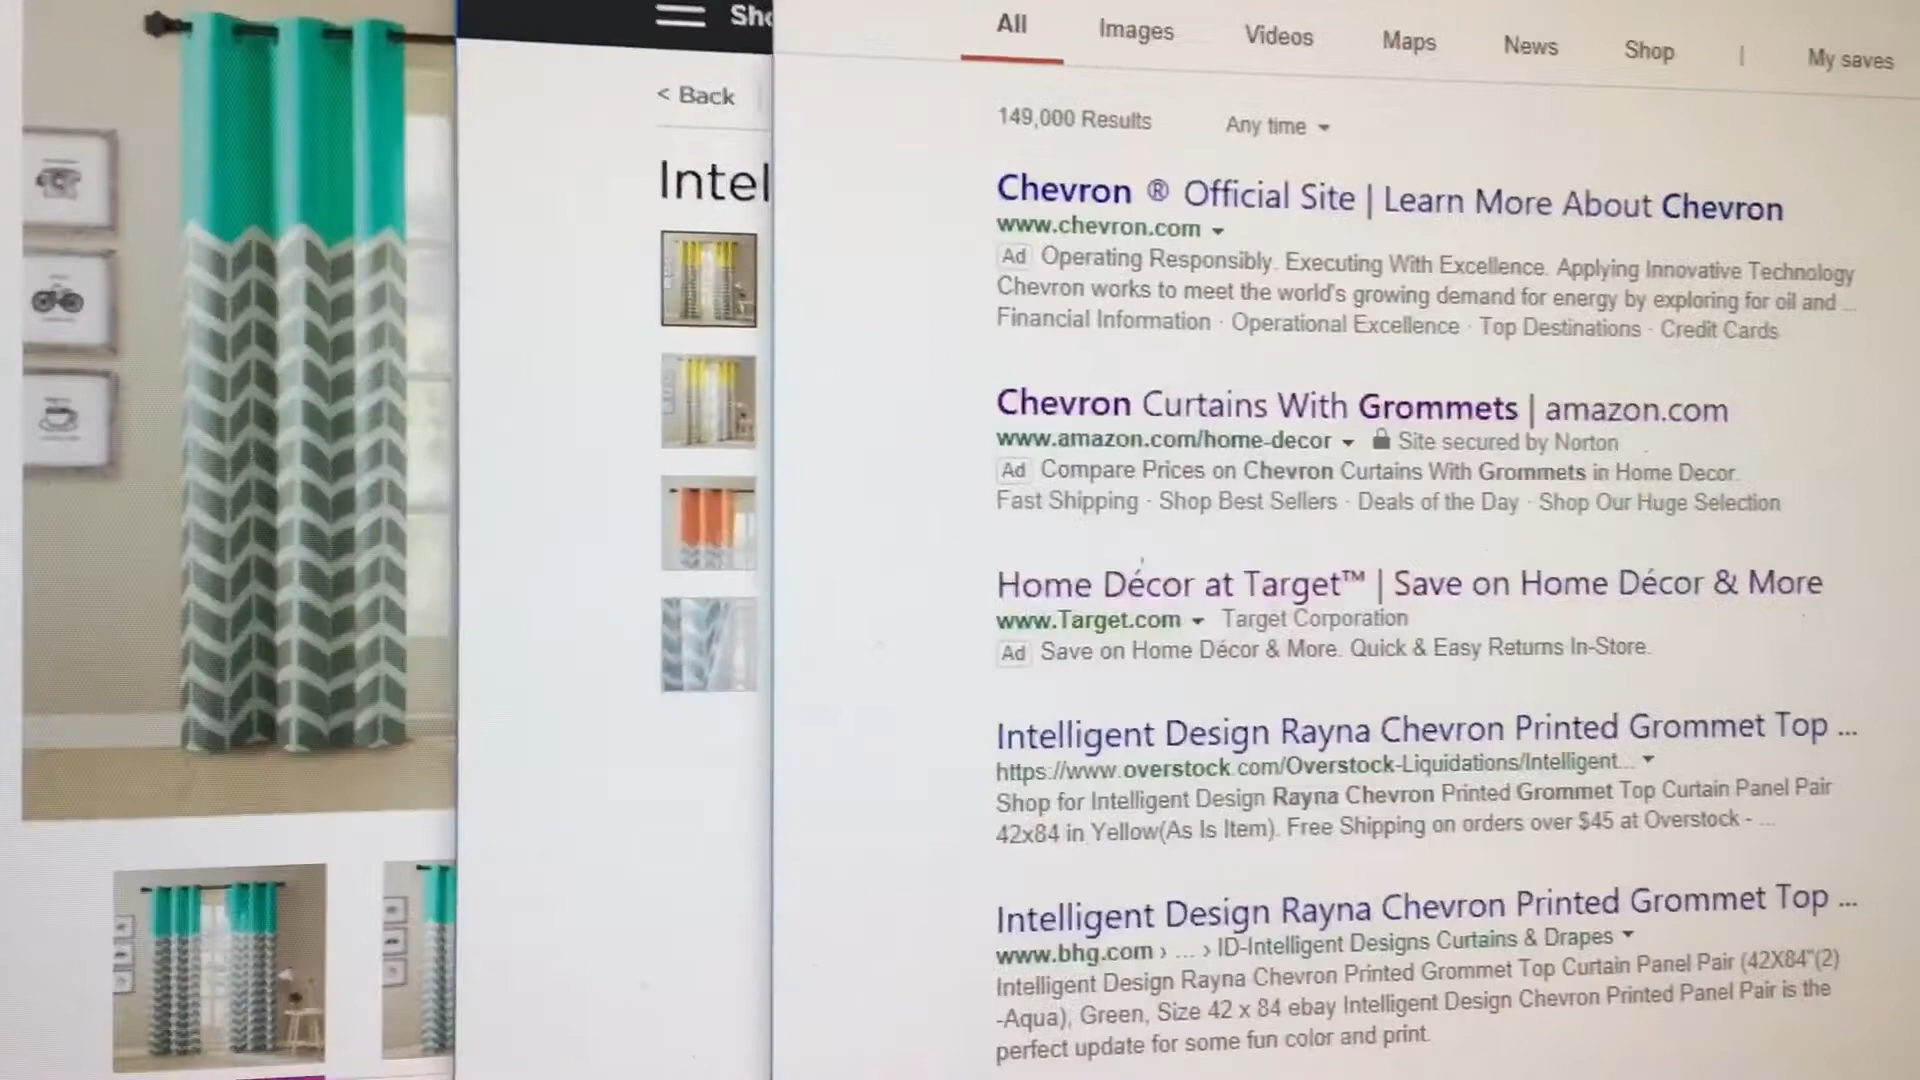 Sho
< Back
Intel
All Images Videos Maps News Shop | My saves
149,000 Results Any time
Chevron ® Official Site | Learn More About Chevron
www.chevron.com
Ad Operating Responsibly. Executing With Excellence. Applying Innovative Technology
Chevron works to meet the world's growing demand for energy by exploring for oil and ...
Financial Information · Operational Excellence · Top Destinations · Credit Cards
Chevron Curtains With Grommets | amazon.com
www.amazon.com/home-decor Site secured by Norton
Ad Compare Prices on Chevron Curtains With Grommets in Home Decor.
Fast Shipping · Shop Best Sellers · Deals of the Day · Shop Our Huge Selection
Home Décor at Target™ | Save on Home Décor & More
www.Target.com Target Corporation
Ad Save on Home Décor & More. Quick & Easy Returns In-Store.
Intelligent Design Rayna Chevron Printed Grommet Top ...
https://www.overstock.com/Overstock-Liquidations/Intelligent...
Shop for Intelligent Design Rayna Chevron Printed Grommet Top Curtain Panel Pair
42x84 in Yellow(As Is Item). Free Shipping on orders over $45 at Overstock - ...
Intelligent Design Rayna Chevron Printed Grommet Top ...
www.bhg.com › ... › ID-Intelligent Designs Curtains & Drapes
Intelligent Design Rayna Chevron Printed Grommet Top Curtain Panel Pair (42X84"(2)
-Aqua), Green, Size 42 x 84 ebay Intelligent Design Chevron Printed Panel Pair is the
perfect update for some fun color and print.